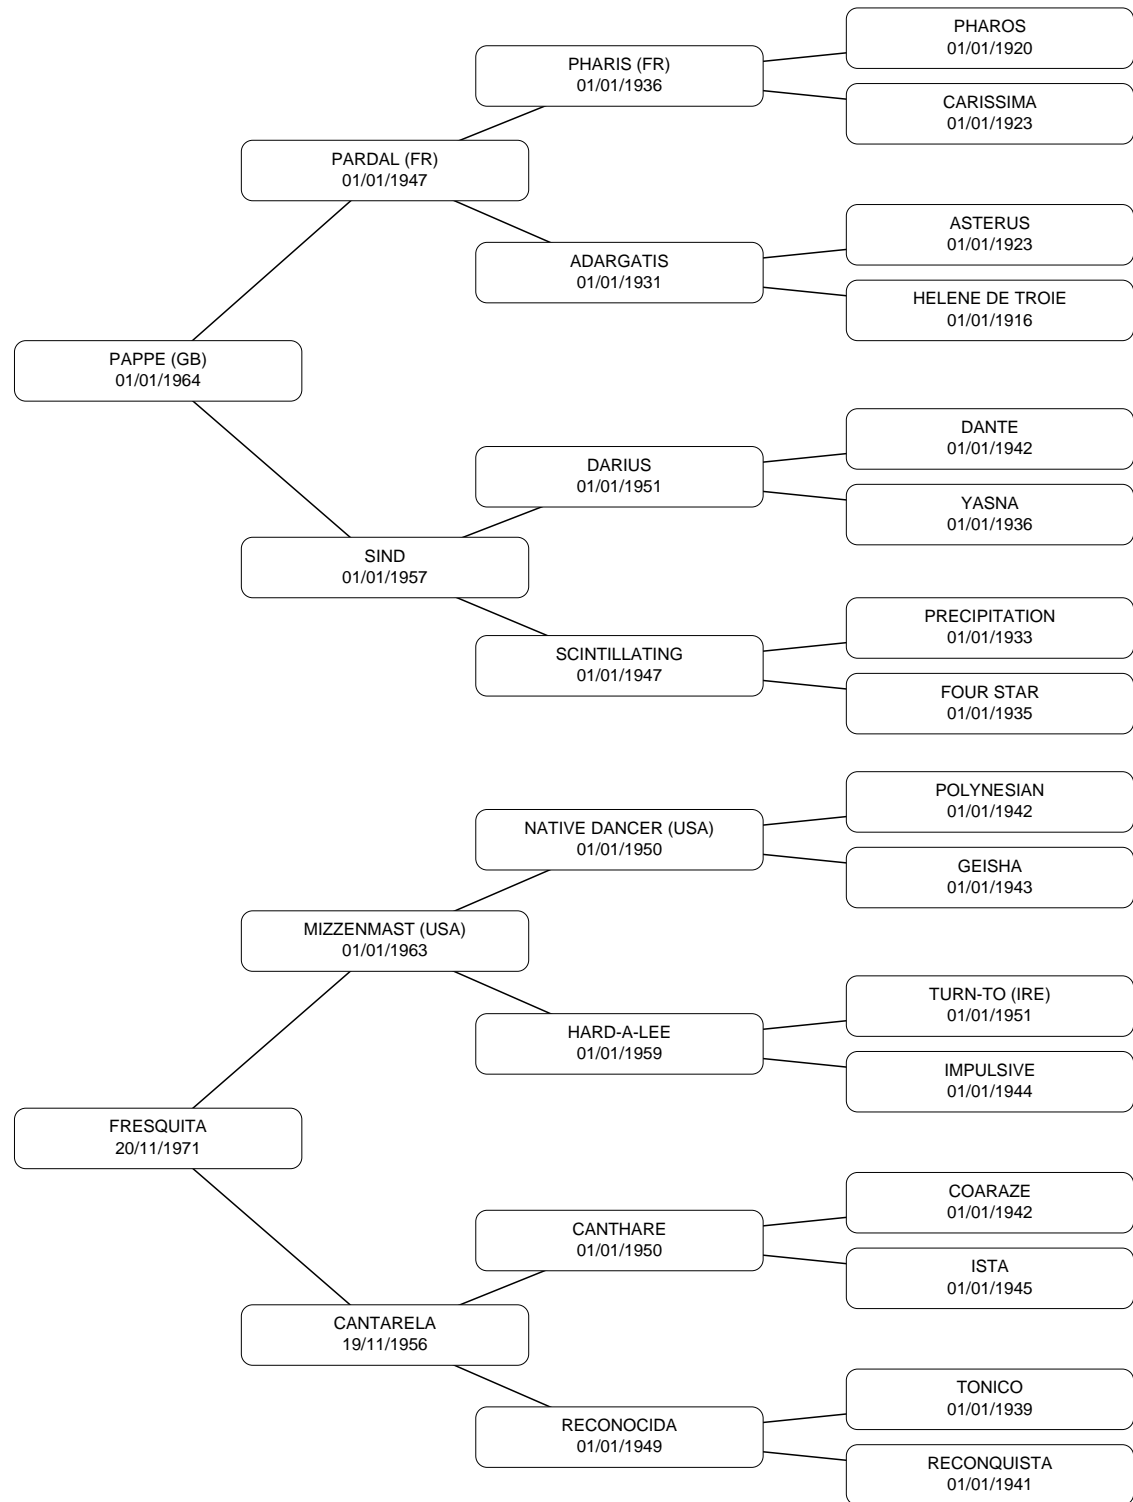 PHAROS
01/01/1920
PHARIS (FR)
01/01/1936
CARISSIMA
01/01/1923
PARDAL (FR)
01/01/1947
ASTERUS
01/01/1923
ADARGATIS
01/01/1931
HELENE DE TROIE
01/01/1916
PAPPE (GB)
01/01/1964
DANTE
01/01/1942
DARIUS
01/01/1951
YASNA
01/01/1936
SIND
01/01/1957
PRECIPITATION
01/01/1933
SCINTILLATING
01/01/1947
FOUR STAR
01/01/1935
POLYNESIAN
01/01/1942
NATIVE DANCER (USA)
01/01/1950
GEISHA
01/01/1943
MIZZENMAST (USA)
01/01/1963
TURN-TO (IRE)
01/01/1951
HARD-A-LEE
01/01/1959
IMPULSIVE
01/01/1944
FRESQUITA
20/11/1971
COARAZE
01/01/1942
CANTHARE
01/01/1950
ISTA
01/01/1945
CANTARELA
19/11/1956
TONICO
01/01/1939
RECONOCIDA
01/01/1949
RECONQUISTA
01/01/1941